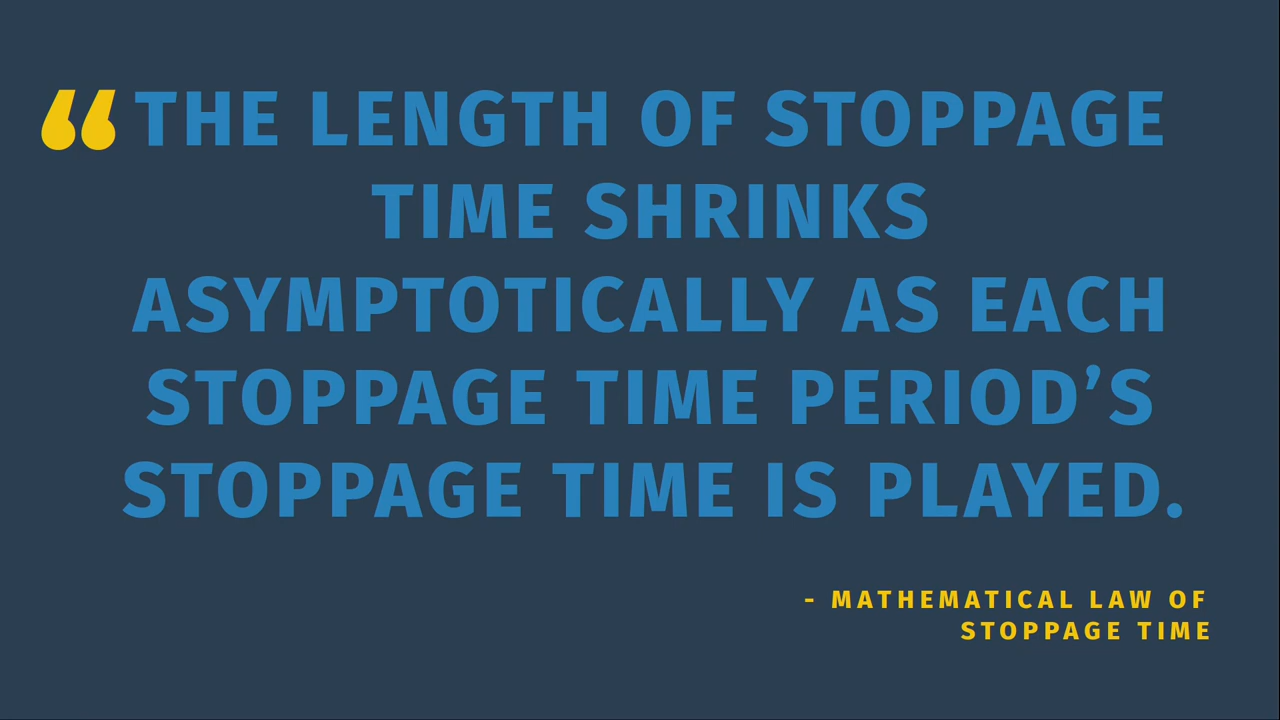 “THE LENGTH OF STOPPAGE
TIME SHRINKS
ASYMPTOTICALLY AS EACH
STOPPAGE TIME PERIOD’S
STOPPAGE TIME IS PLAYED.
- MATHEMATICAL LAW OF
STOPPAGE TIME